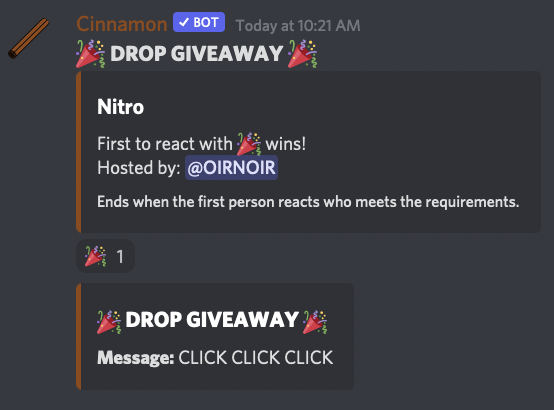 Cinnamon ✓ BOT Today at 10:21 AM
🎉 DROP GIVEAWAY 🎉
Nitro
First to react with 🎉 wins!
Hosted by: @OIRNOIR
Ends when the first person reacts who meets the requirements.
🎉 1
🎉 DROP GIVEAWAY 🎉
Message: CLICK CLICK CLICK